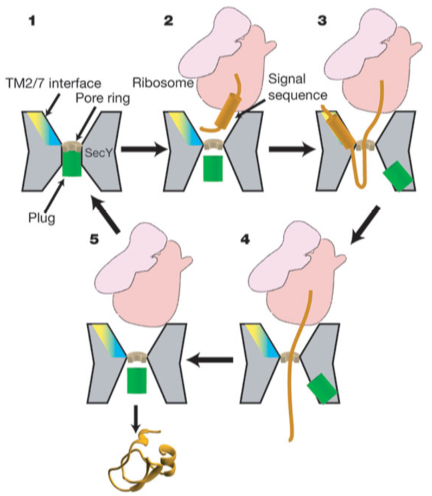 1
2
3
TM2/7 interface
Pore ring
Ribosome
Signal
sequence
SecY
Plug
5
4